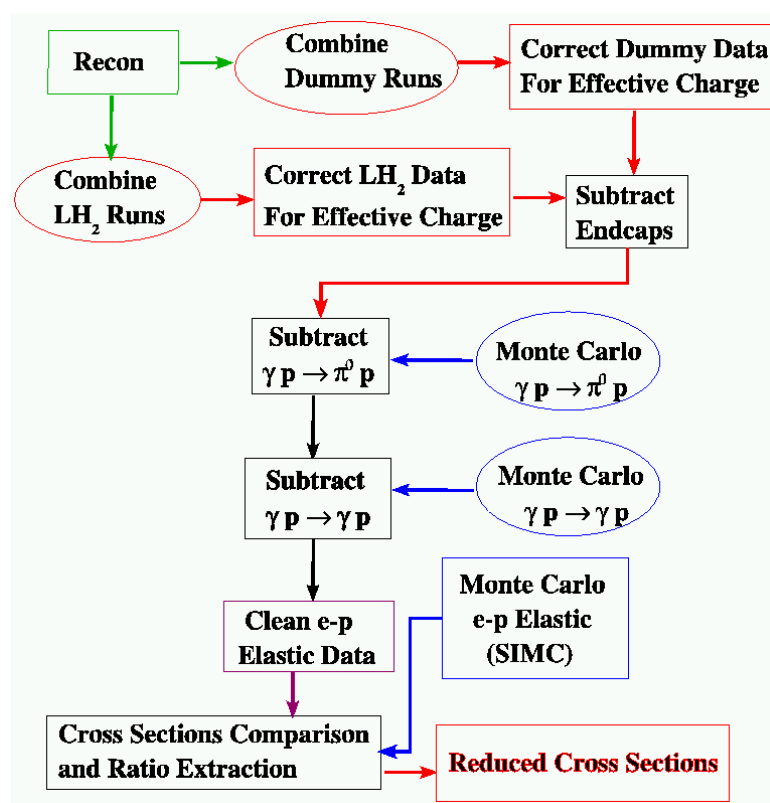 Recon
Combine
Dummy Runs
Correct Dummy Data
For Effective Charge
Combine
LH₂ Runs
Correct LH₂ Data
For Effective Charge
Subtract
Endcaps
Subtract
γ p → π⁰ p
Monte Carlo
γ p → π⁰ p
Subtract
γ p → γ p
Monte Carlo
γ p → γ p
Clean e-p
Elastic Data
Monte Carlo
e-p Elastic
(SIMC)
Cross Sections Comparison
and Ratio Extraction
Reduced Cross Sections